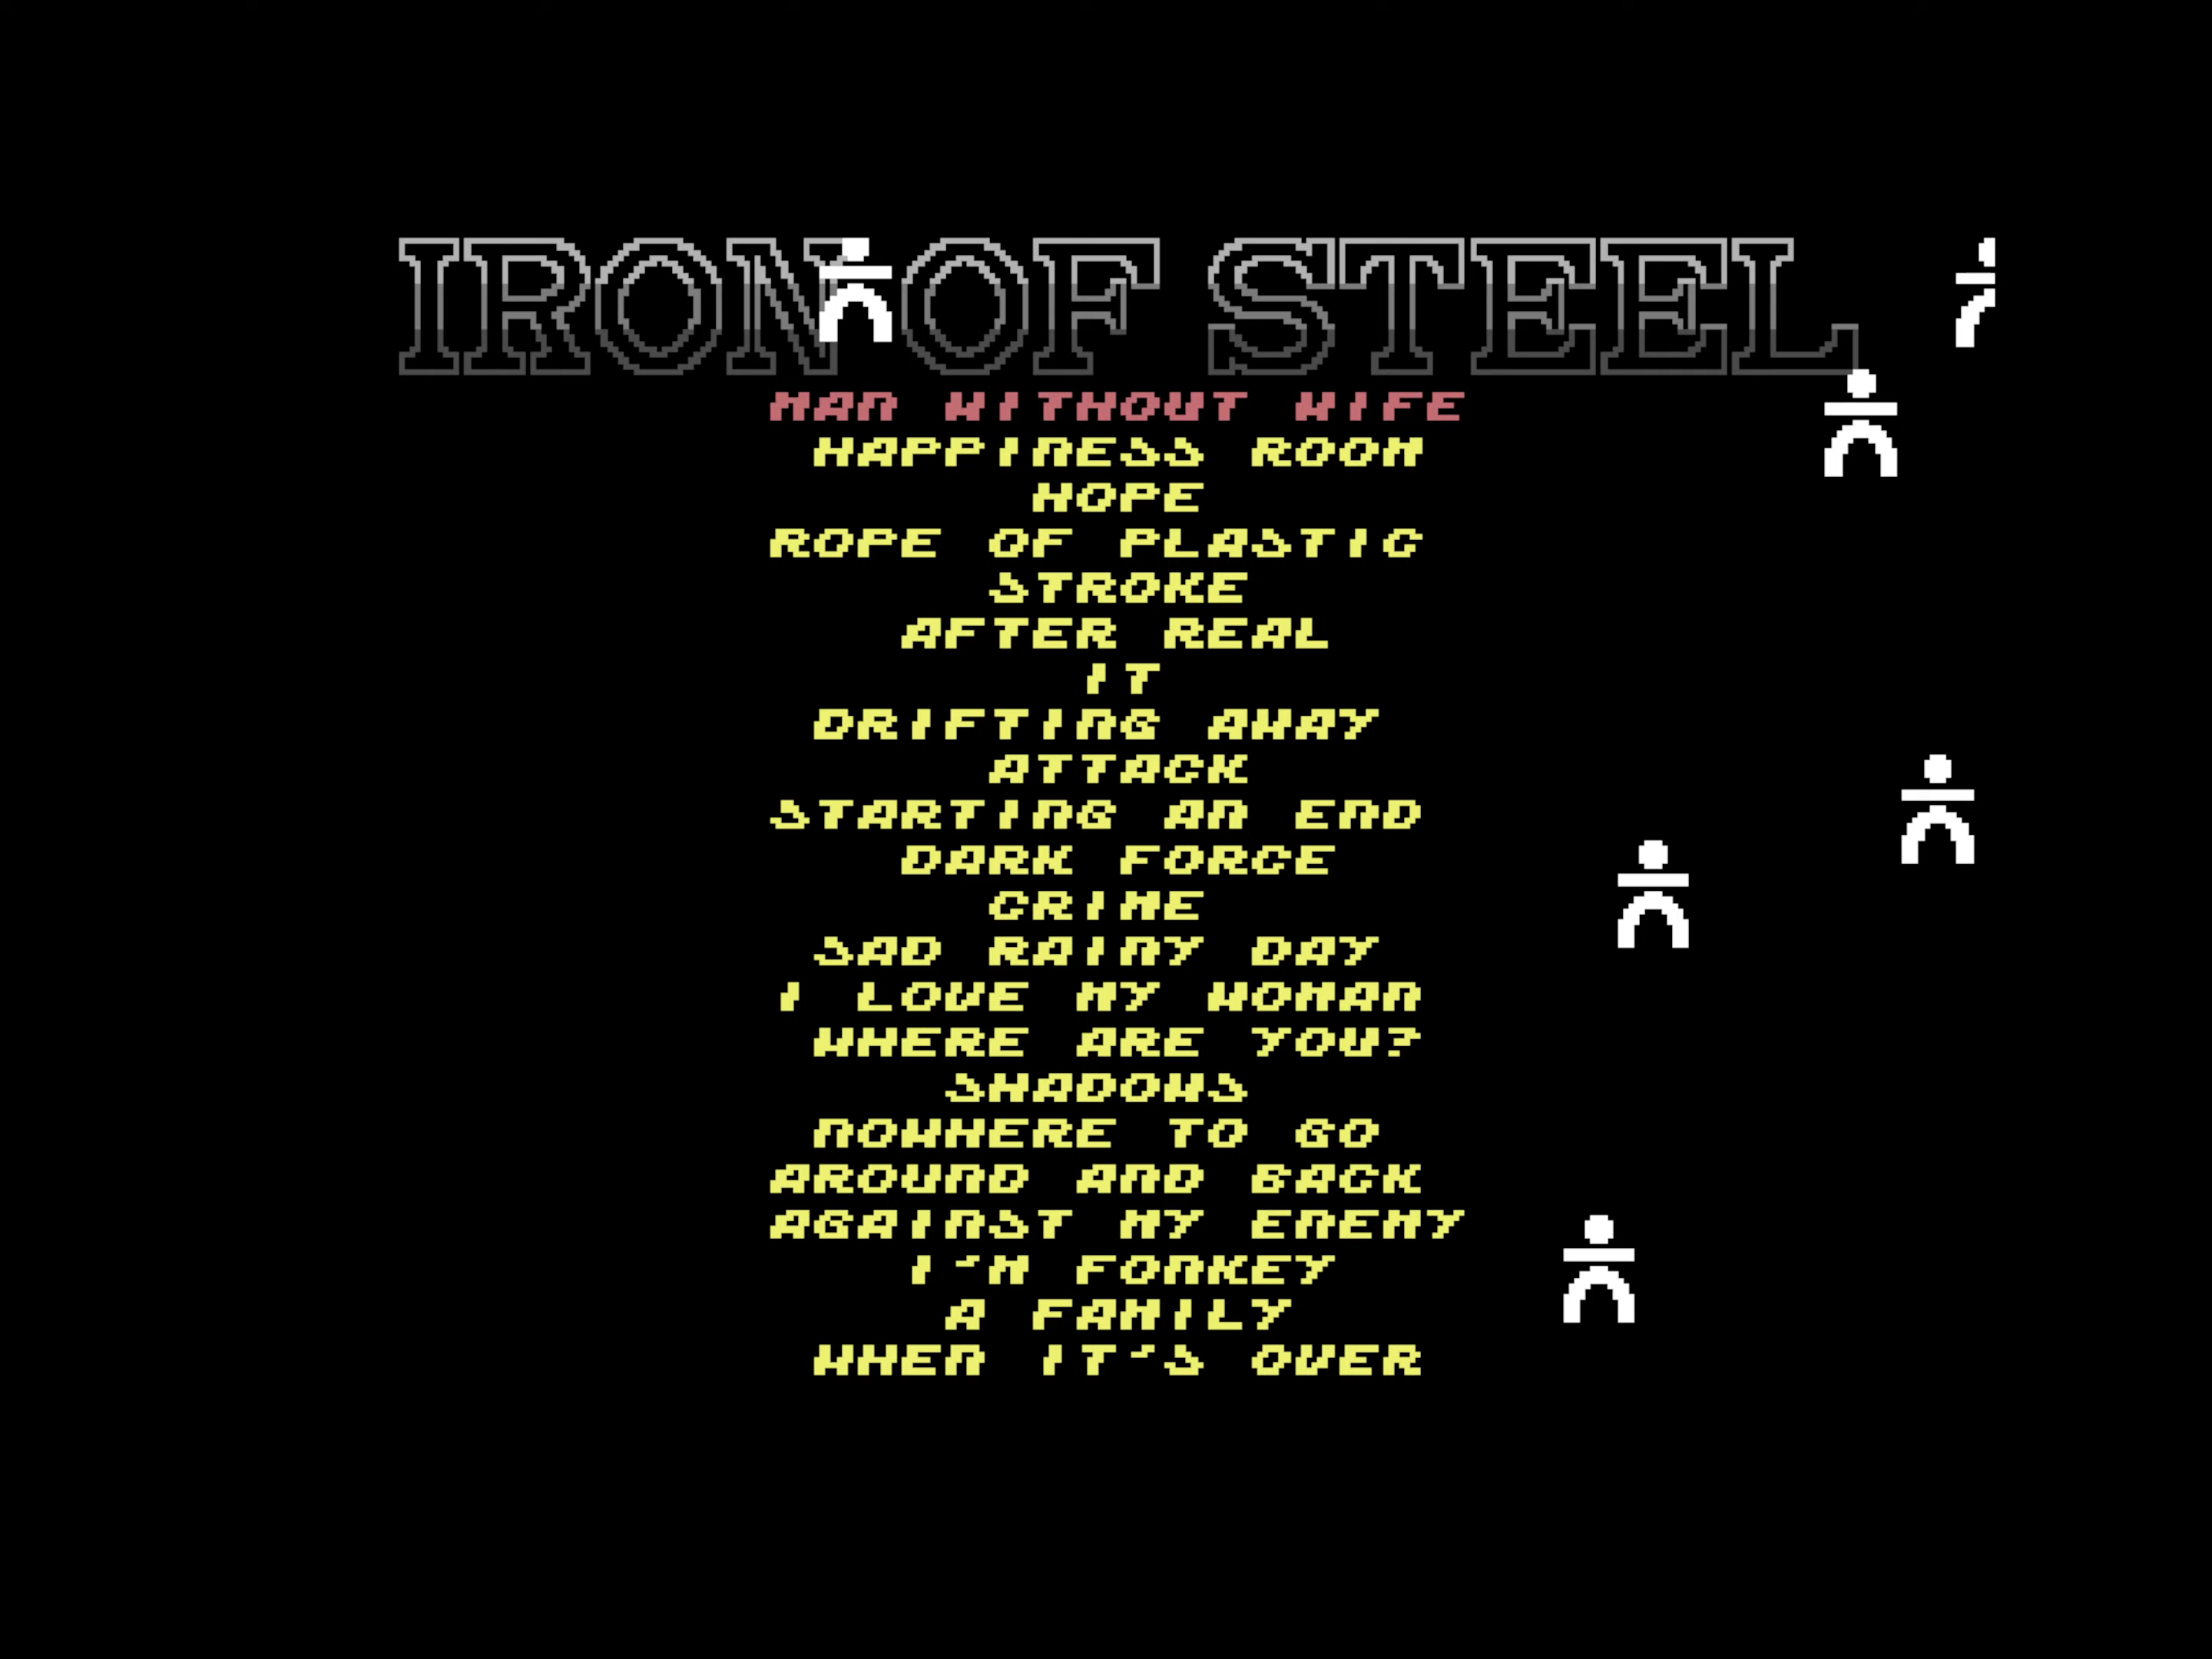 IRON OF STEEL
MAN WITHOUT WIFE
HAPPINESS ROOM
HOPE
ROPE OF PLASTIC
STROKE
AFTER REAL
IT
DRIFTING AWAY
ATTACK
STARTING AN END
DARK FORCE
CRIME
SAD RAINY DAY
I LOVE MY WOMAN
WHERE ARE YOU?
SHADOWS
NOWHERE TO GO
AROUND AND BACK
AGAINST MY ENEMY
I'M FONKEY
A FAMILY
WHEN IT'S OVER